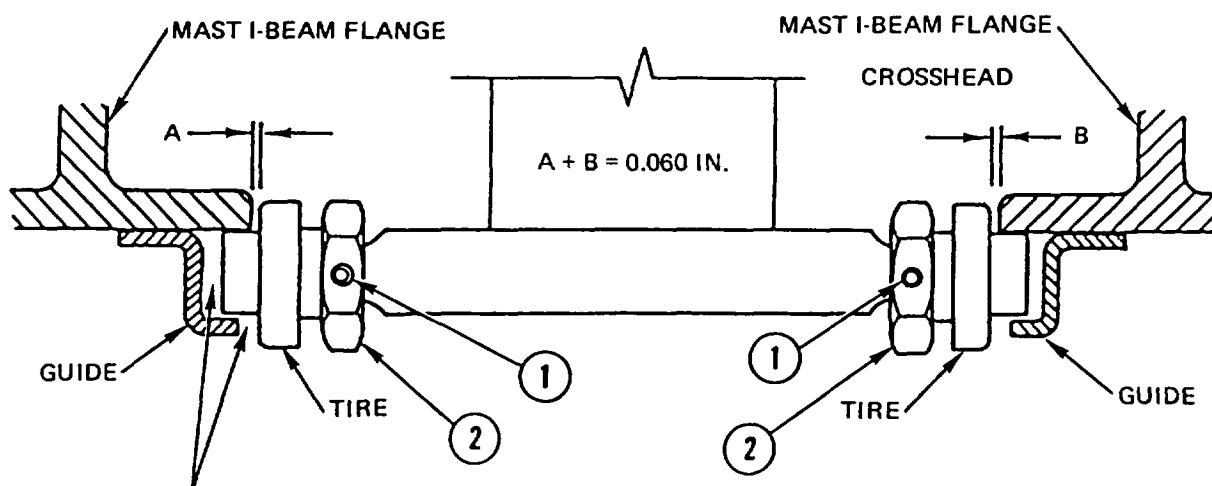 MAST I-BEAM FLANGE
MAST I-BEAM FLANGE
CROSSHEAD
A
B
A + B = 0.060 IN.
GUIDE
TIRE
1
2
1
2
TIRE
GUIDE